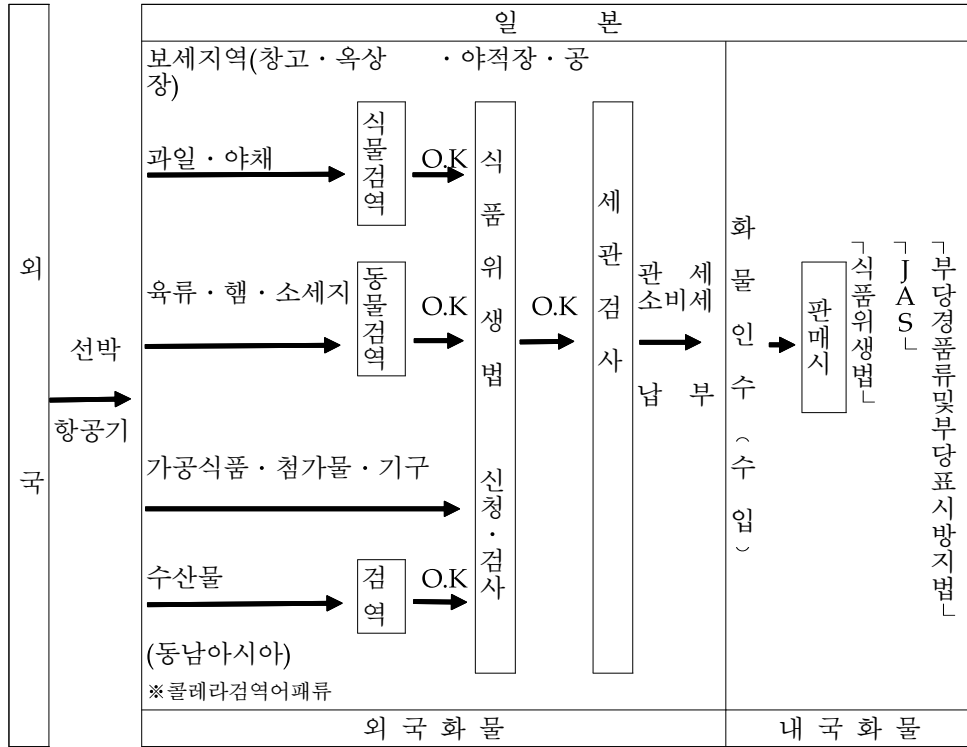 일 본
외 국
선박
항공기
보세지역(창고 · 옥상 · 야적장 · 공
장)
과일 · 야채
식물검역
O.K
육류 · 햄 · 소세지
동물검역
O.K
가공식품 · 첨가물 · 기구
수산물
검역
O.K
(동남아시아)
※콜레라검역어패류
식품위생법 신청·검사
O.K
세관검사
관 세
소비세
납 부
화물인수(수입)
판매시
「식품위생법」
「JAS」
「부당경품류및부당표시방지법」
외 국 화 물
내 국 화 물